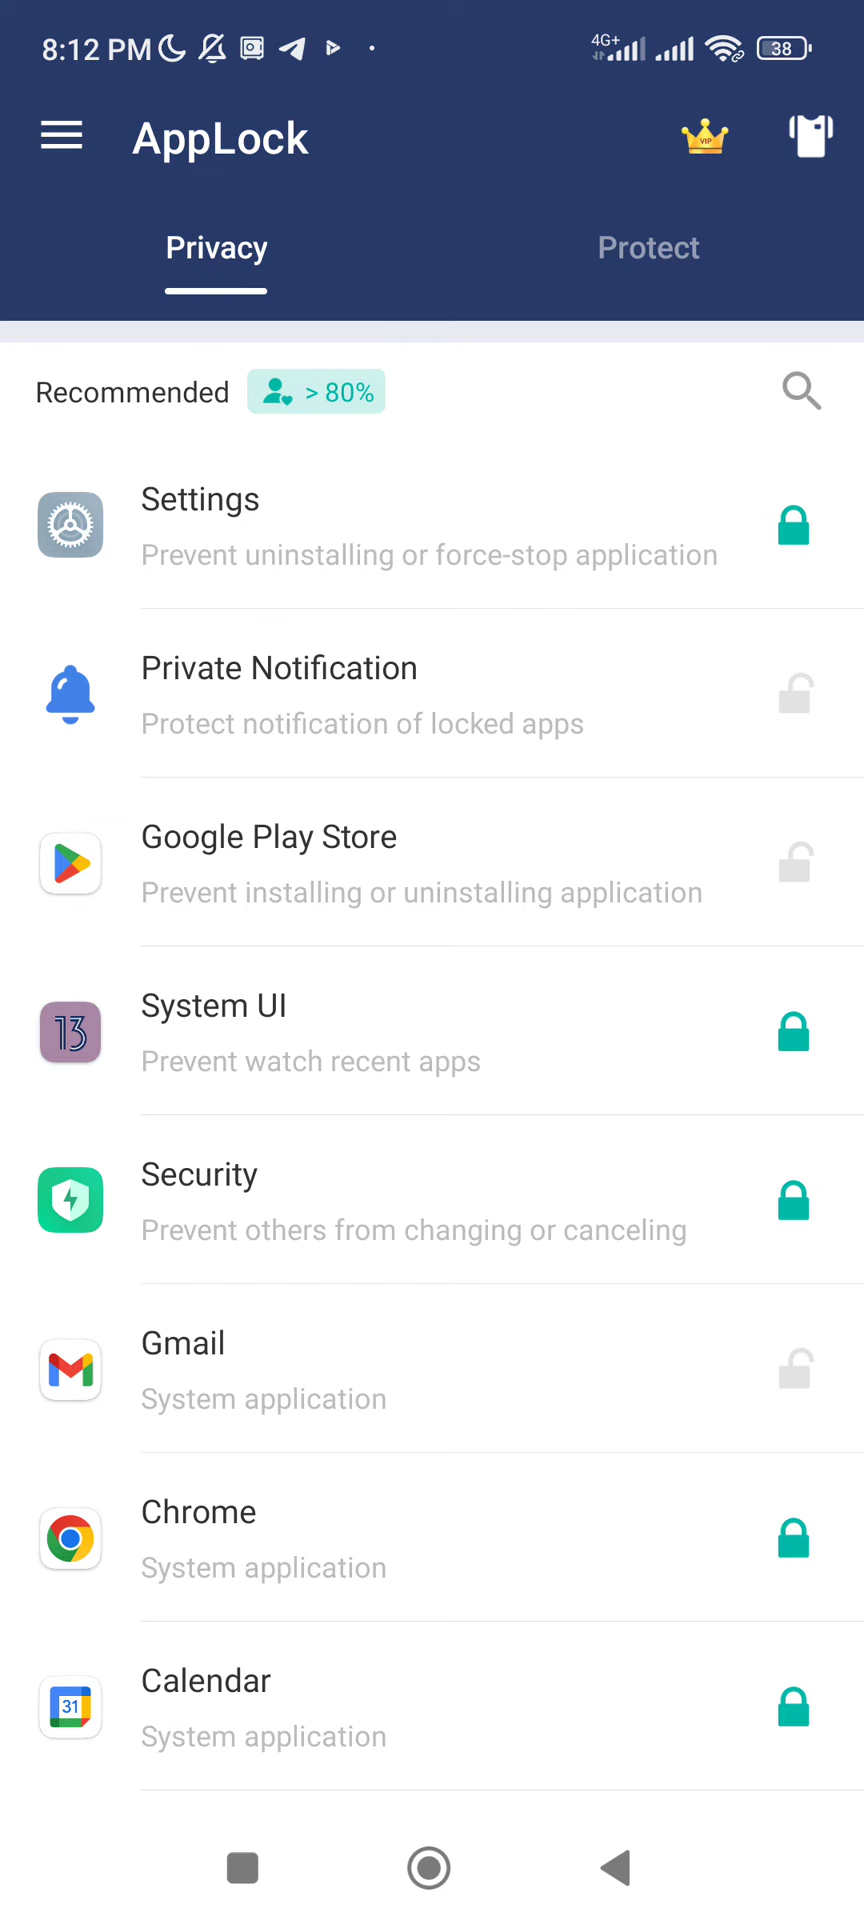 8:12 PM
4G+
38
AppLock
VIP
Privacy
Protect
Recommended
> 80%
Settings
Prevent uninstalling or force-stop application
Private Notification
Protect notification of locked apps
Google Play Store
Prevent installing or uninstalling application
System UI
13
Prevent watch recent apps
Security
Prevent others from changing or canceling
Gmail
System application
Chrome
System application
Calendar
31
System application